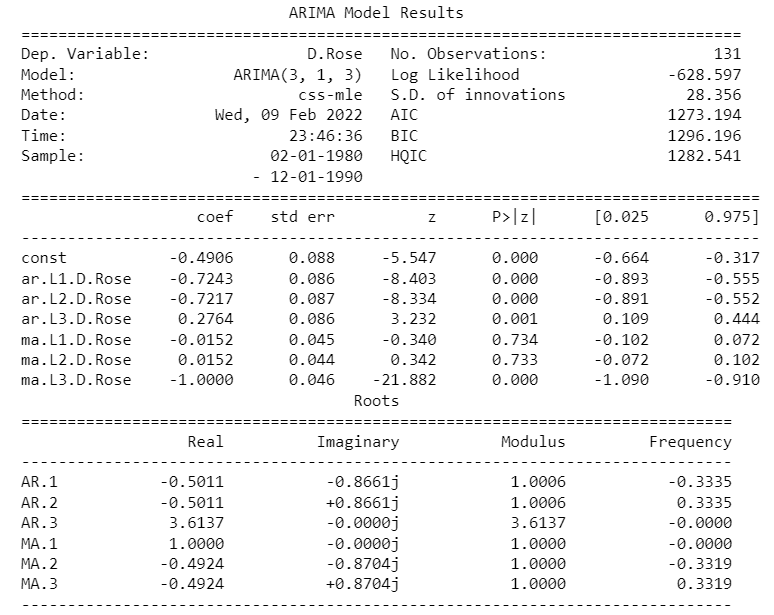 ARIMA Model Results
==============================================================================
Dep. Variable: D.Rose No. Observations: 131
Model: ARIMA(3, 1, 3) Log Likelihood -628.597
Method: css-mle S.D. of innovations 28.356
Date: Wed, 09 Feb 2022 AIC 1273.194
Time: 23:46:36 BIC 1296.196
Sample: 02-01-1980 HQIC 1282.541
- 12-01-1990
================================================================================
coef std err z P>|z| [0.025 0.975]
--------------------------------------------------------------------------------
const -0.4906 0.088 -5.547 0.000 -0.664 -0.317
ar.L1.D.Rose -0.7243 0.086 -8.403 0.000 -0.893 -0.555
ar.L2.D.Rose -0.7217 0.087 -8.334 0.000 -0.891 -0.552
ar.L3.D.Rose 0.2764 0.086 3.232 0.001 0.109 0.444
ma.L1.D.Rose -0.0152 0.045 -0.340 0.734 -0.102 0.072
ma.L2.D.Rose 0.0152 0.044 0.342 0.733 -0.072 0.102
ma.L3.D.Rose -1.0000 0.046 -21.882 0.000 -1.090 -0.910
Roots
=============================================================================
Real Imaginary Modulus Frequency
-----------------------------------------------------------------------------
AR.1 -0.5011 -0.8661j 1.0006 -0.3335
AR.2 -0.5011 +0.8661j 1.0006 0.3335
AR.3 3.6137 -0.0000j 3.6137 -0.0000
MA.1 1.0000 -0.0000j 1.0000 -0.0000
MA.2 -0.4924 -0.8704j 1.0000 -0.3319
MA.3 -0.4924 +0.8704j 1.0000 0.3319
-----------------------------------------------------------------------------